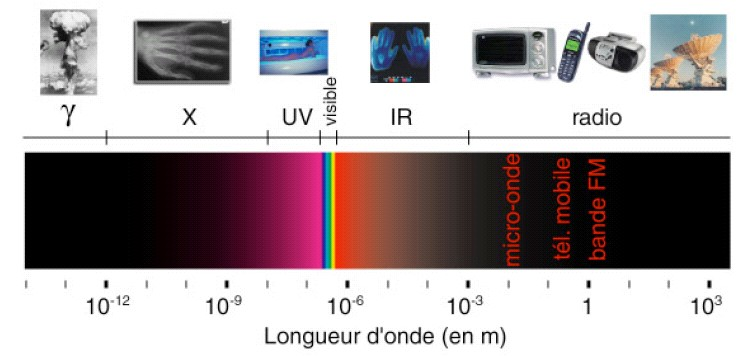 γ X UV visible IR radio
micro-onde
tél. mobile
bande FM
10-12 10-9 10-6 10-3 1 103
Longueur d'onde (en m)